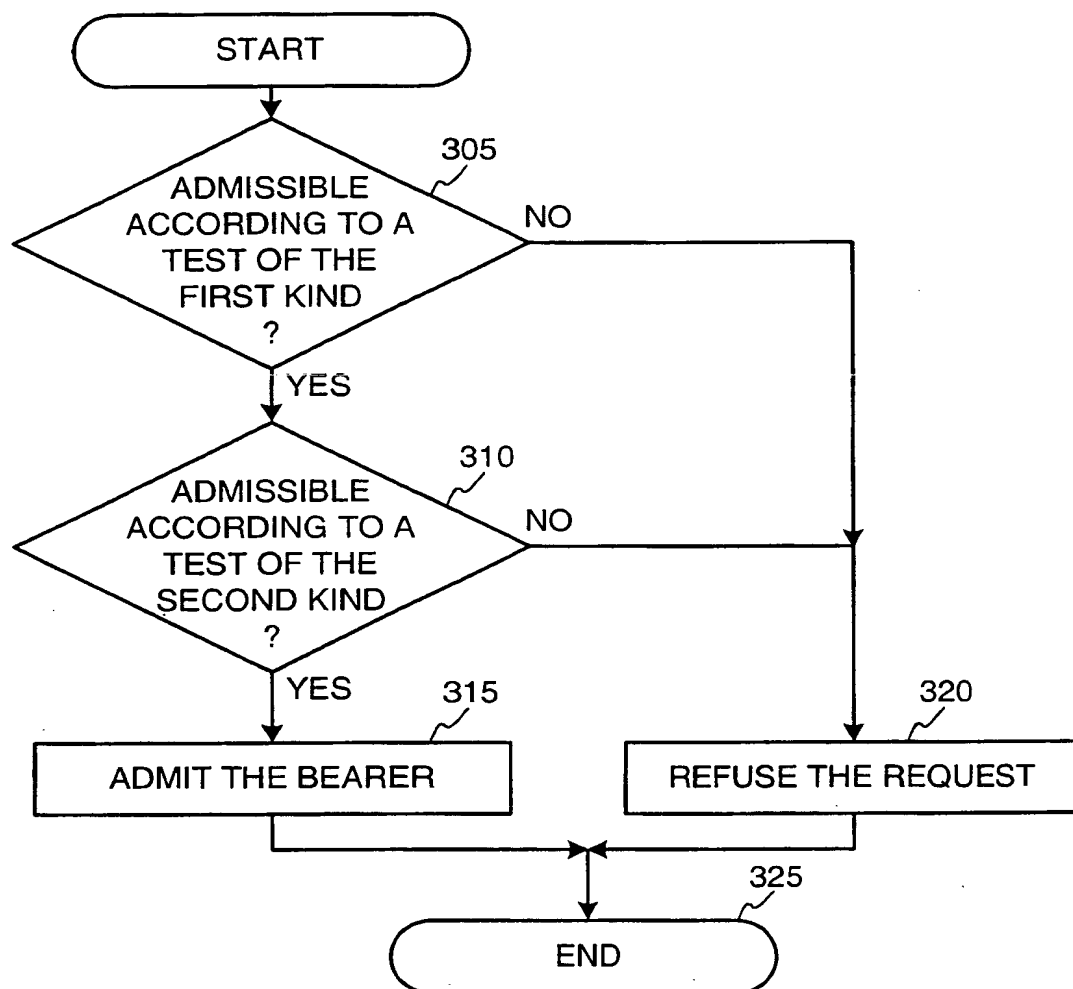 START
305
ADMISSIBLE
ACCORDING TO A
TEST OF THE
FIRST KIND
?
NO
YES
310
ADMISSIBLE
ACCORDING TO A
TEST OF THE
SECOND KIND
?
NO
YES
315
ADMIT THE BEARER
320
REFUSE THE REQUEST
325
END